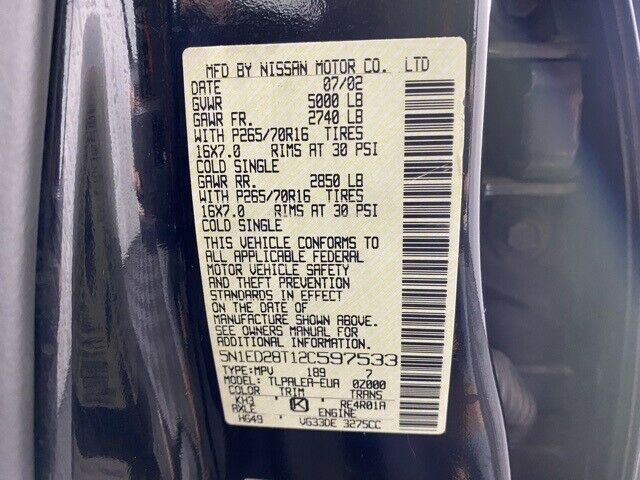 MFD BY NISSAN MOTOR CO. LTD
DATE 07/02
GVWR 5000 LB
GAWR FR. 2740 LB
WITH P265/70R16 TIRES
16X7.0 RIMS AT 30 PSI
COLD SINGLE
GAWR RR. 2850 LB
WITH P265/70R16 TIRES
16X7.0 RIMS AT 30 PSI
COLD SINGLE
THIS VEHICLE CONFORMS TO
ALL APPLICABLE FEDERAL
MOTOR VEHICLE SAFETY
AND THEFT PREVENTION
STANDARDS IN EFFECT
ON THE DATE OF
MANUFACTURE SHOWN ABOVE.
SEE OWNERS MANUAL FOR
ADDITIONAL INFORMATION
5N1ED28T12C597533
TYPE:MPV 189 7
MODEL: TLPALEA-EUA 0Z000
COLOR TRIM TRANS
KH3 K RE4R01A
AXLE ENGINE
HG49 VG33DE 3275CC